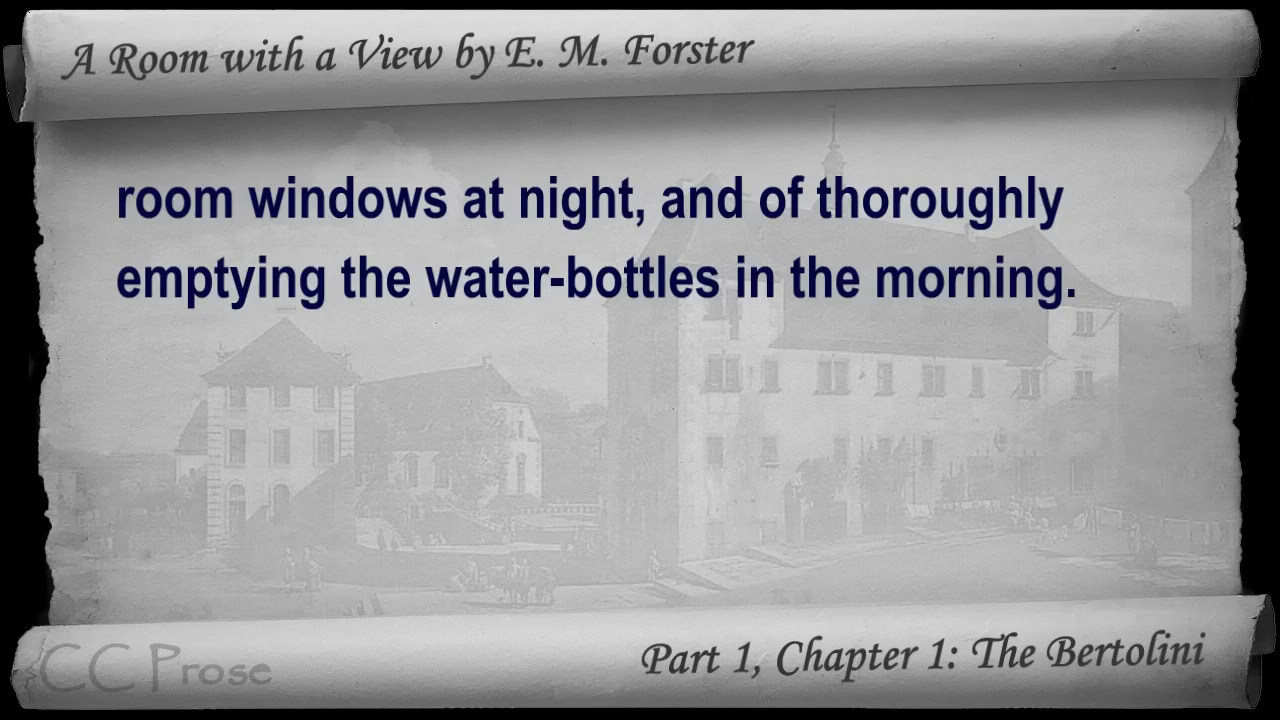 A Room with a View by E. M. Forster
room windows at night, and of thoroughly
emptying the water-bottles in the morning.
CC Prose
Part 1, Chapter 1: The Bertolini